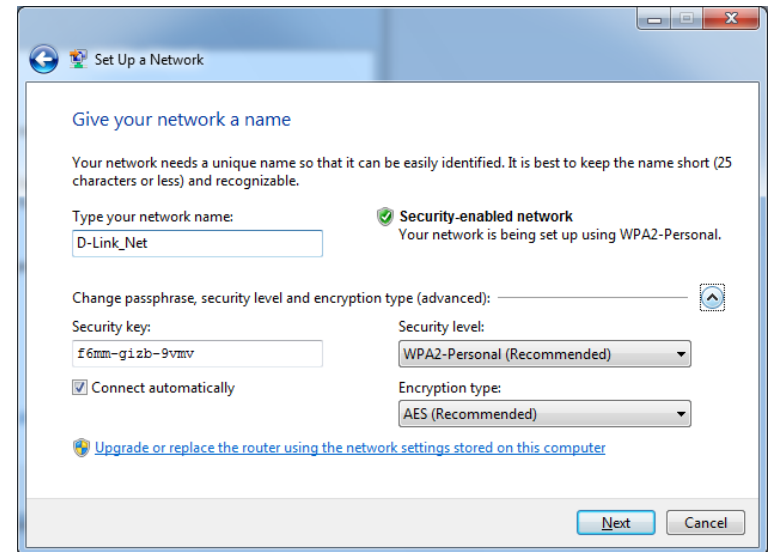 Set Up a Network
Give your network a name
Your network needs a unique name so that it can be easily identified. It is best to keep the name short (25
characters or less) and recognizable.
Type your network name:
Security-enabled network
D-Link_Net
Your network is being set up using WPA2-Personal.
Change passphrase, security level and encryption type (advanced):
Security key:
Security level:
f6mm-gizb-9vmv
WPA2-Personal (Recommended)
Connect automatically
Encryption type:
AES (Recommended)
Upgrade or replace the router using the network settings stored on this computer
Next
Cancel